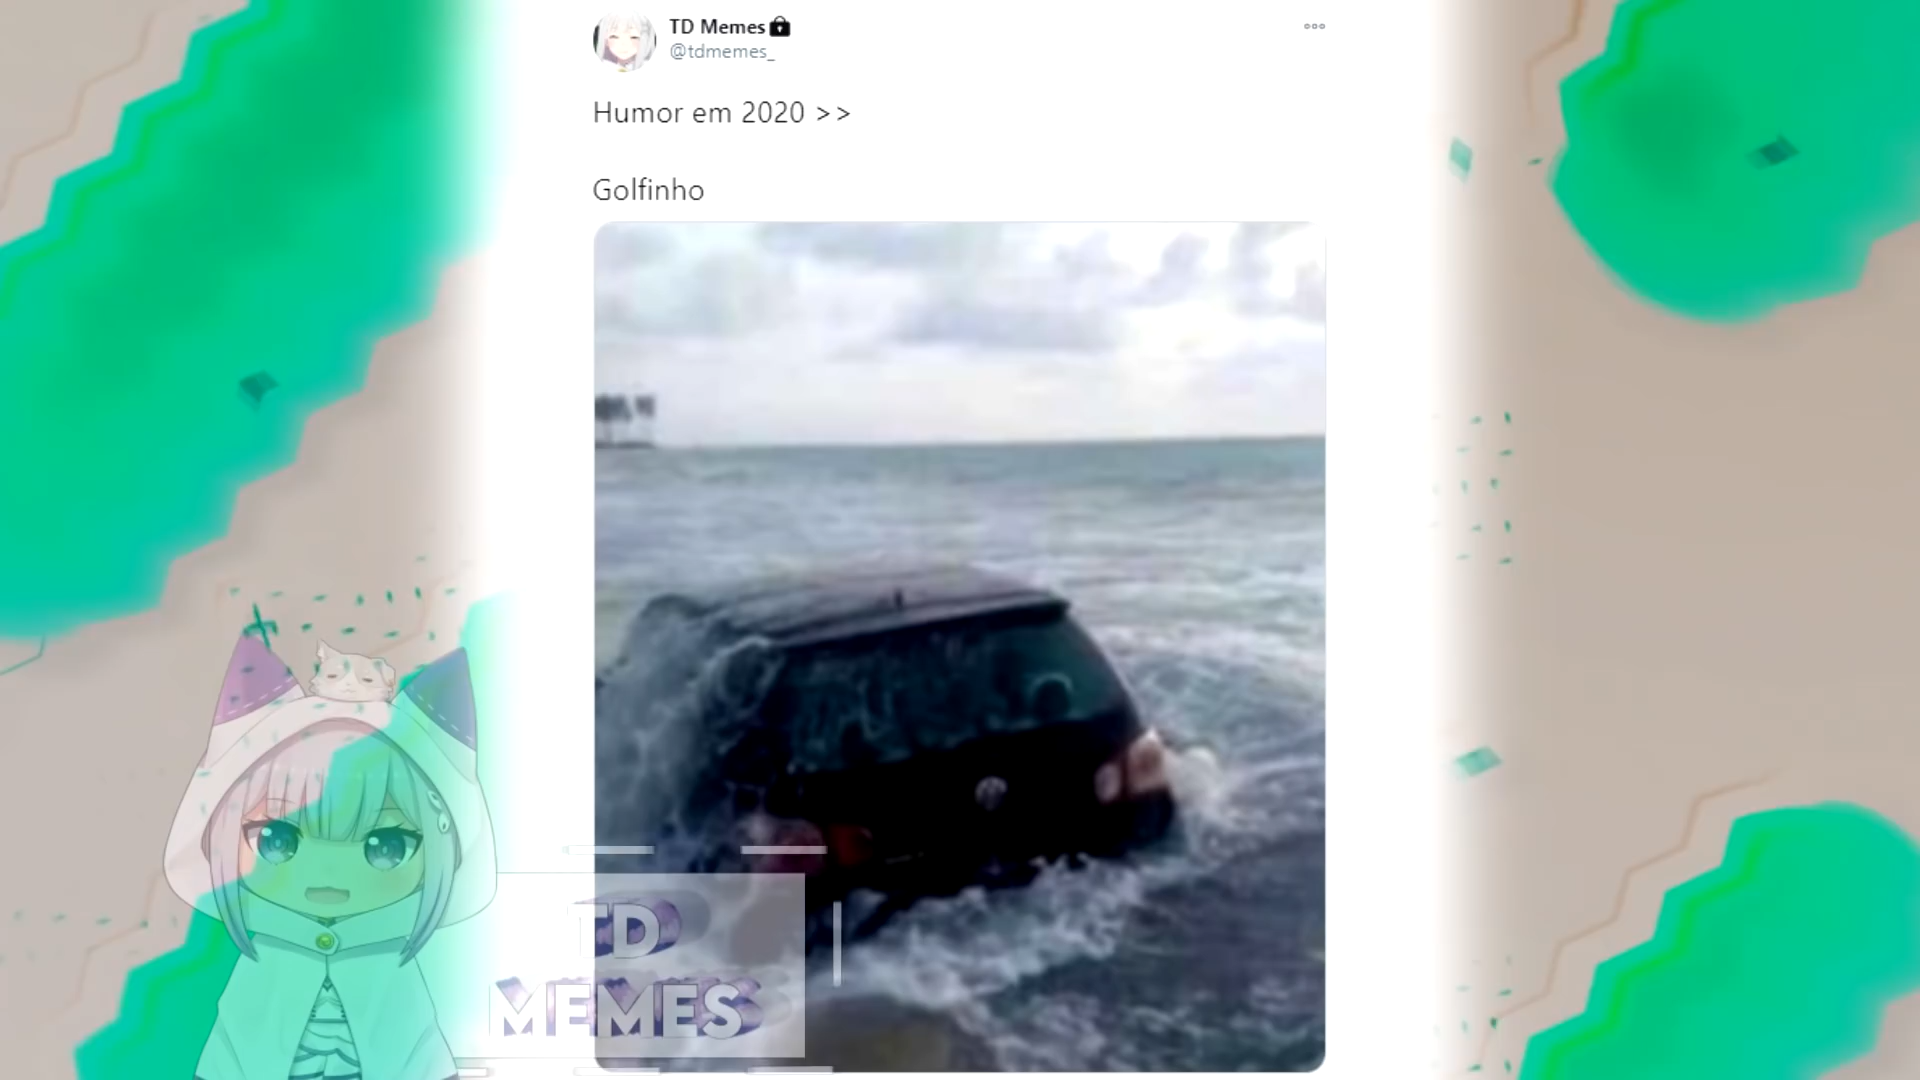 TD Memes
@tdmemes_
Humor em 2020 >>
Golfinho
TD
MEMES